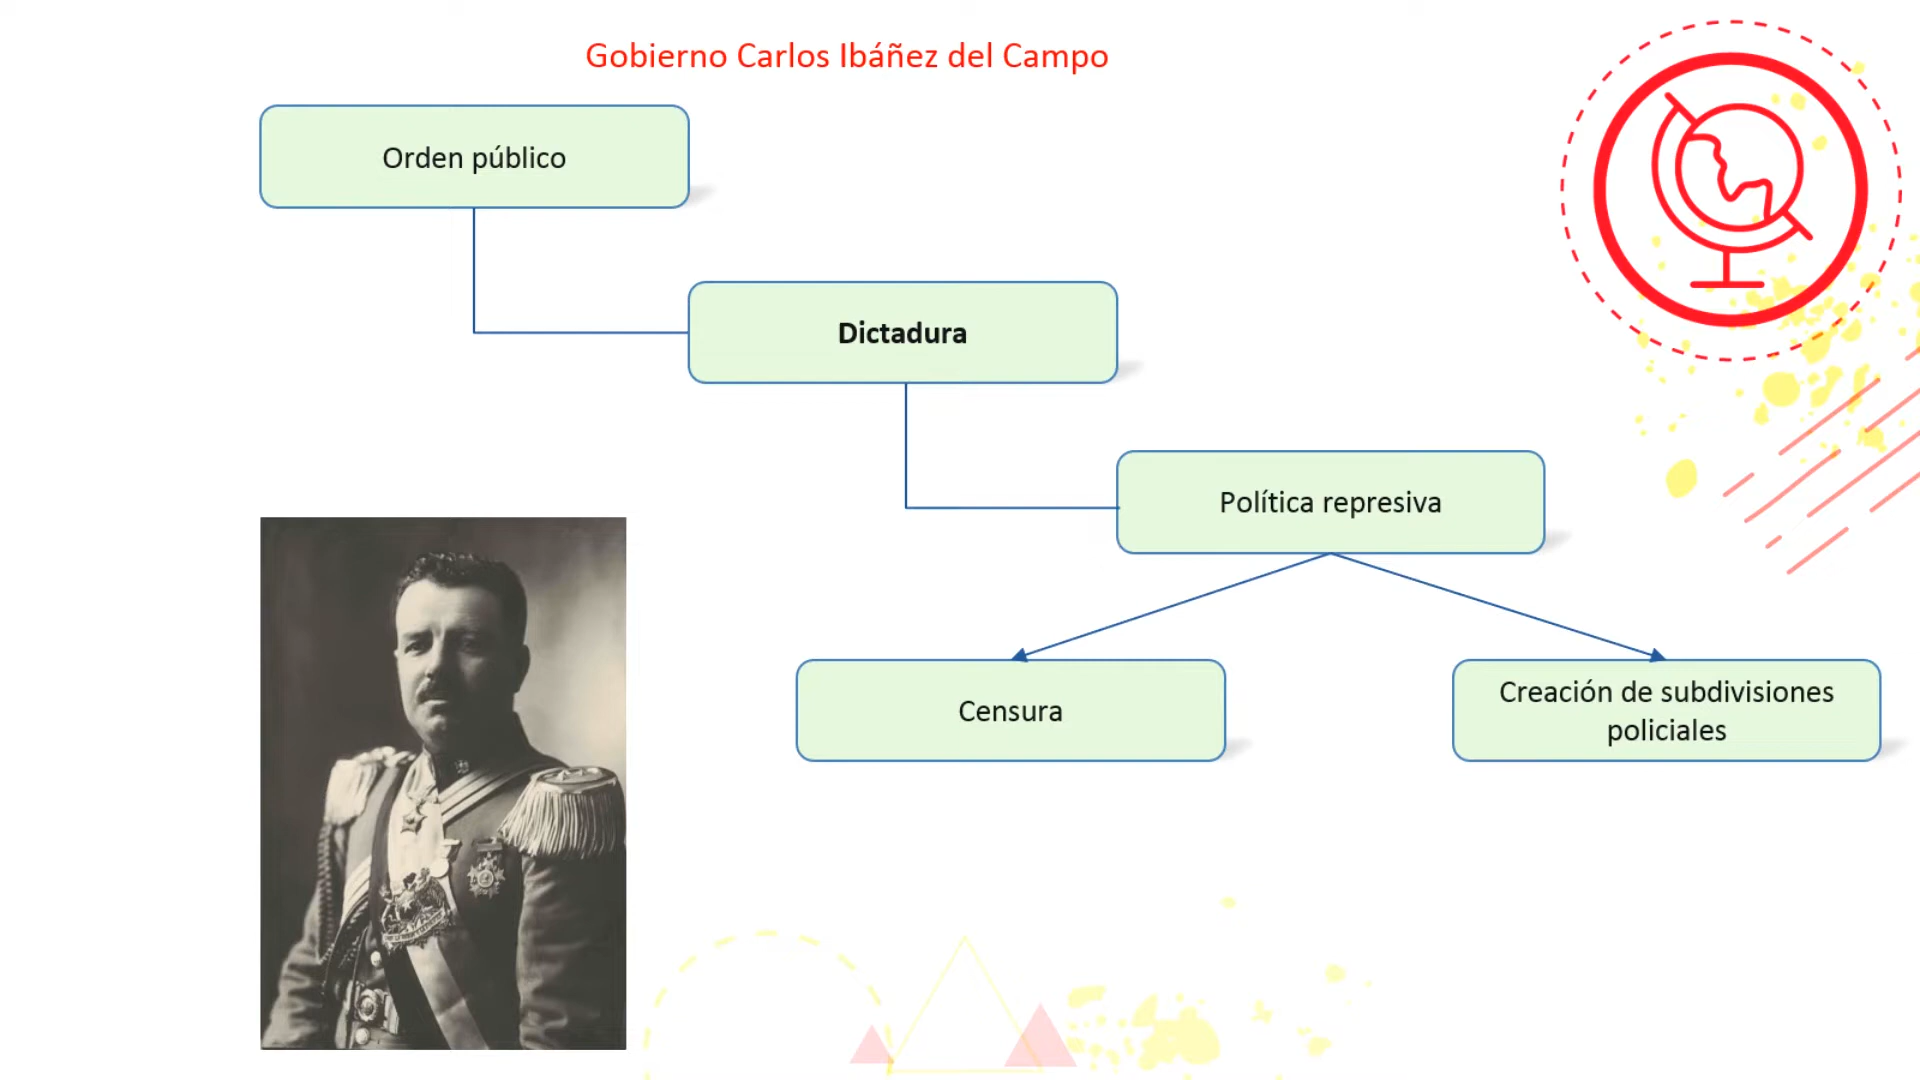 Gobierno Carlos Ibáñez del Campo
Orden público
Dictadura
Política represiva
Censura
Creación de subdivisiones
policiales